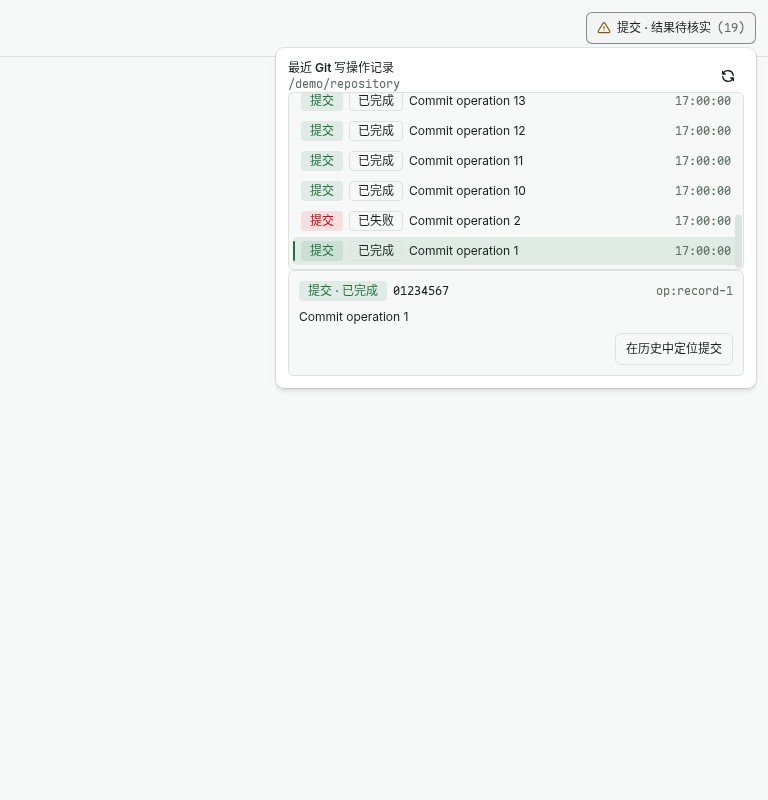 提交 · 结果待核实 (19)
最近 Git 写操作记录
/demo/repository
提交 已完成 Commit operation 13 17:00:00
提交 已完成 Commit operation 12 17:00:00
提交 已完成 Commit operation 11 17:00:00
提交 已完成 Commit operation 10 17:00:00
提交 已失败 Commit operation 2 17:00:00
提交 已完成 Commit operation 1 17:00:00
提交 · 已完成 01234567 op:record-1
Commit operation 1
在历史中定位提交